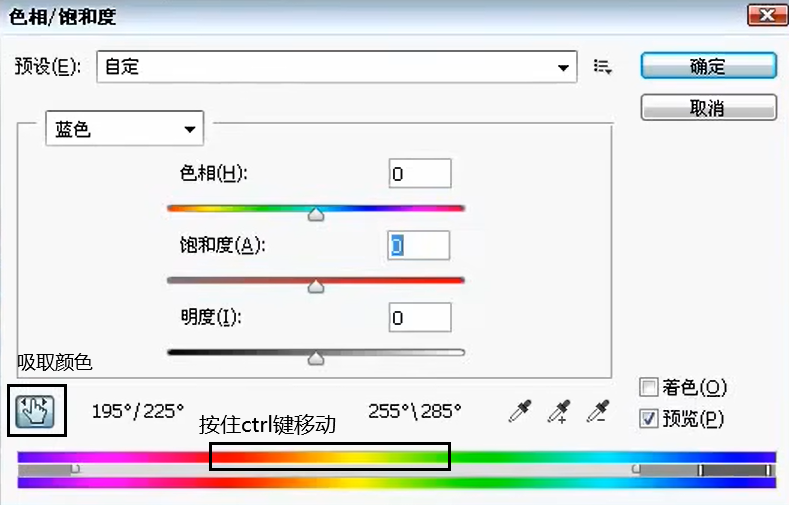 色相/饱和度
预设(E): 自定
确定
取消
蓝色
色相(H): 0
饱和度(A): 0
明度(I): 0
吸取颜色
195°/225°
按住ctrl键移动
255°\285°
着色(O)
预览(P)